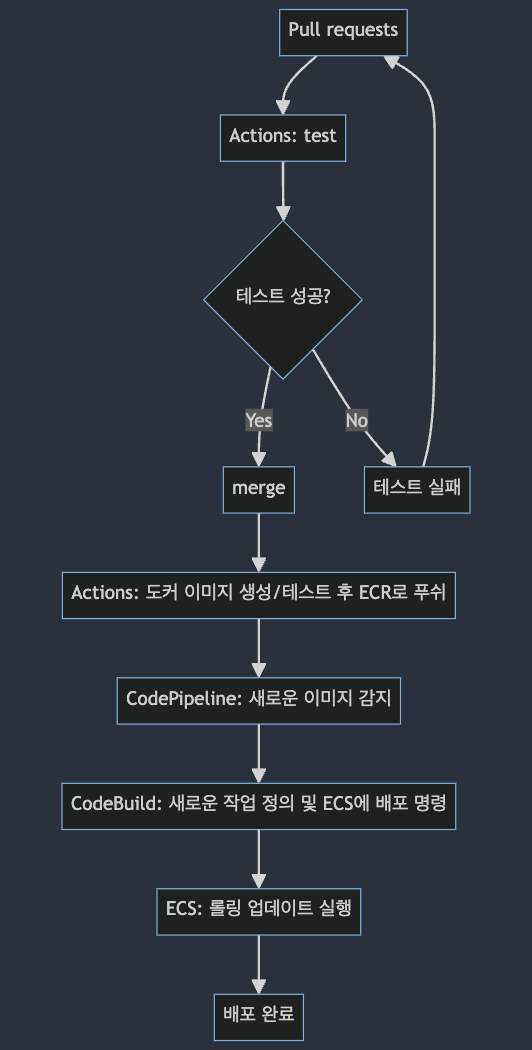 Pull requests
Actions: test
테스트 성공?
Yes
No
merge
테스트 실패
Actions: 도커 이미지 생성/테스트 후 ECR로 푸쉬
CodePipeline: 새로운 이미지 감지
CodeBuild: 새로운 작업 정의 및 ECS에 배포 명령
ECS: 롤링 업데이트 실행
배포 완료